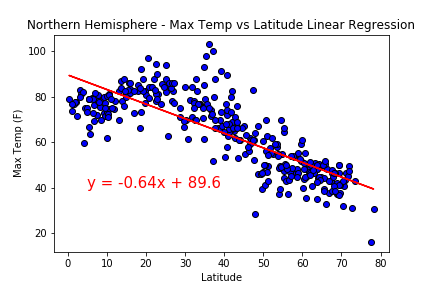 Northern Hemisphere - Max Temp vs Latitude Linear Regression
100
80
60
40
20
Max Temp (F)
y = -0.64x + 89.6
0 10 20 30 40 50 60 70 80
Latitude